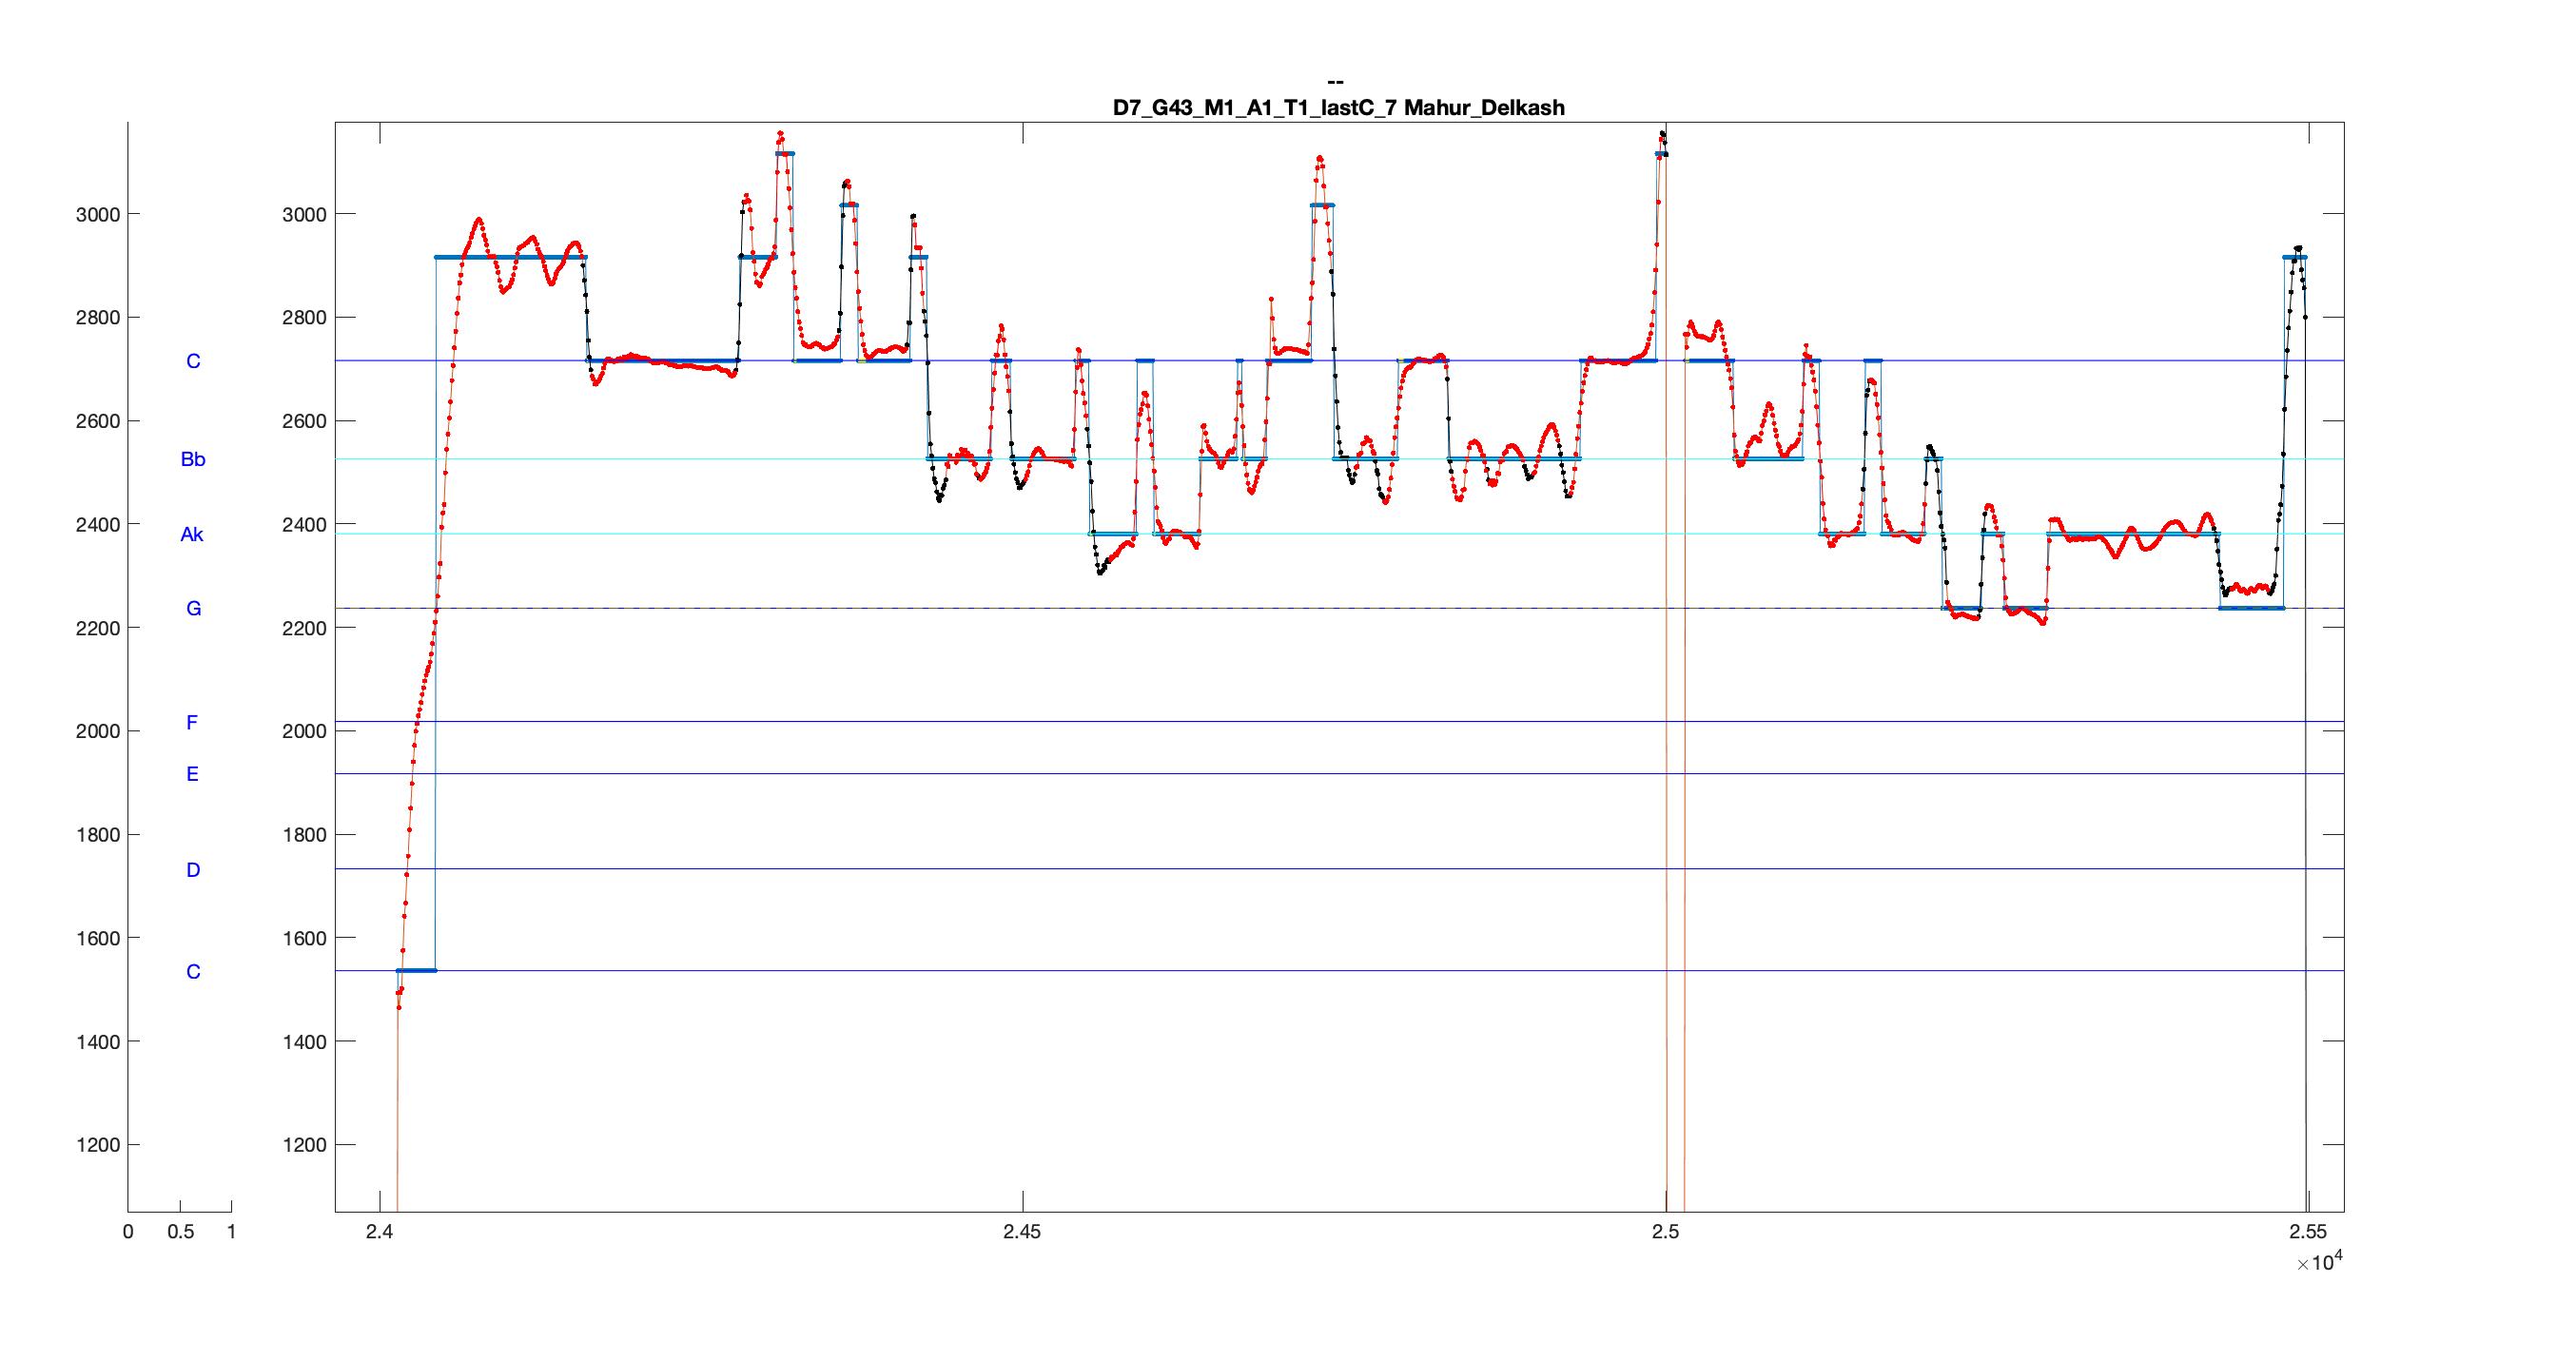 --
D7_G43_M1_A1_T1_lastC_7 Mahur_Delkash
3000 3000
2800 2800
C
2600 2600
Bb
2400 2400
Ak
G
2200 2200
F
2000 2000
E
1800 1800
D
1600 1600
C
1400 1400
1200 1200
0 0.5 1 2.4 2.45 2.5 2.55
×10⁴